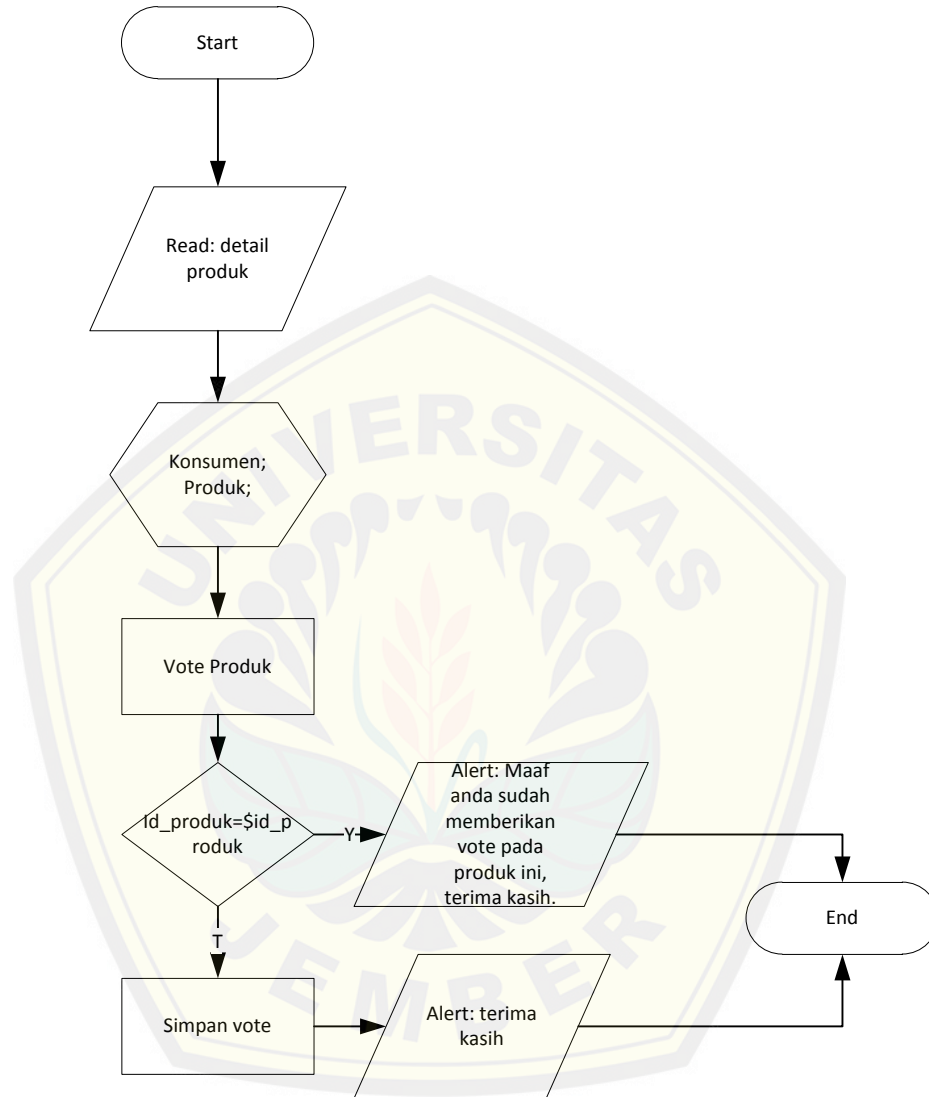 Start
Read: detail
produk
Konsumen;
Produk;
Vote Produk
Id_produk=$id_p
roduk
Y
Alert: Maaf
anda sudah
memberikan
vote pada
produk ini,
terima kasih.
End
T
Simpan vote
Alert: terima
kasih
UNIVERSITAS
JEMBER